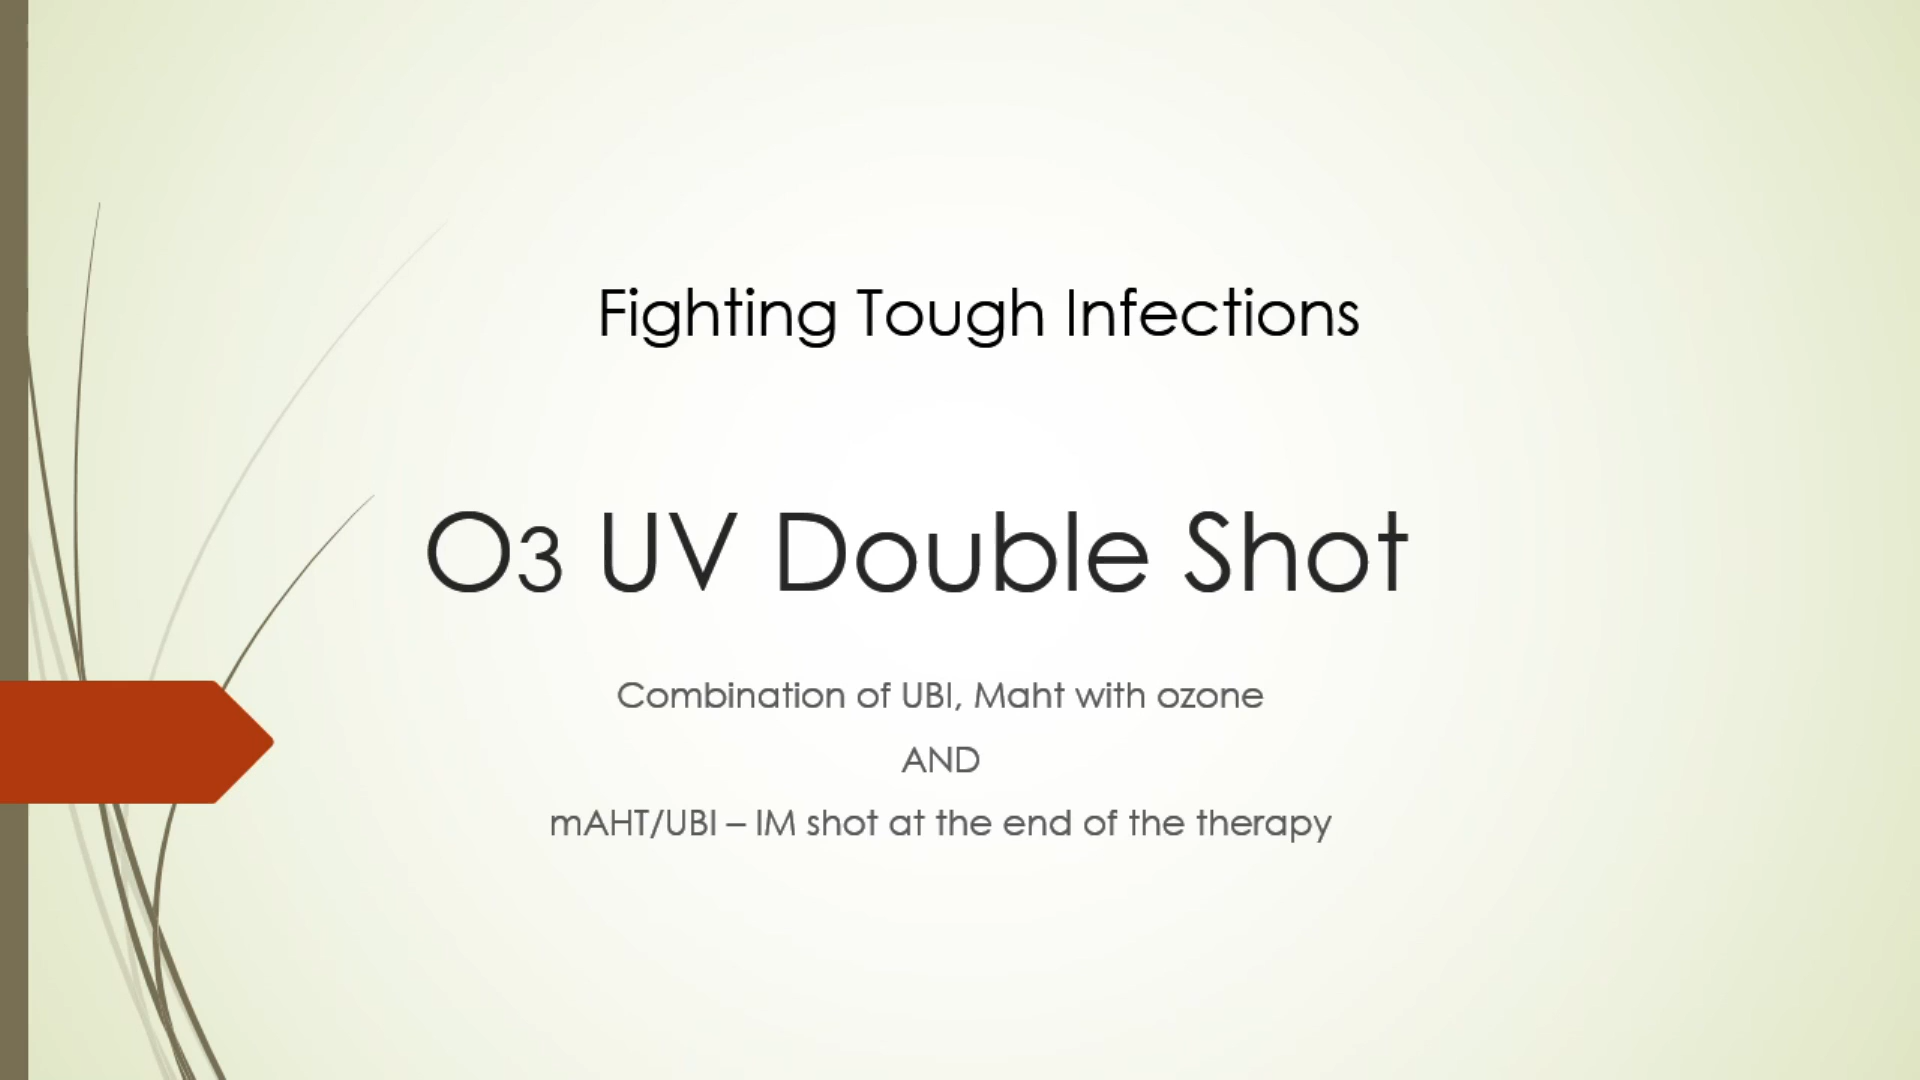 Fighting Tough Infections
O3 UV Double Shot
Combination of UBI, Maht with ozone
AND
mAHT/UBI – IM shot at the end of the therapy